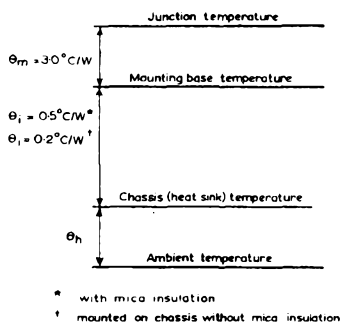 Junction temperature
θm = 3·0°C/W
Mounting base temperature
θi = 0·5°C/W*
θi = 0·2°C/W†
Chassis (heat sink) temperature
θh
Ambient temperature
* with mica insulation
† mounted on chassis without mica insulation